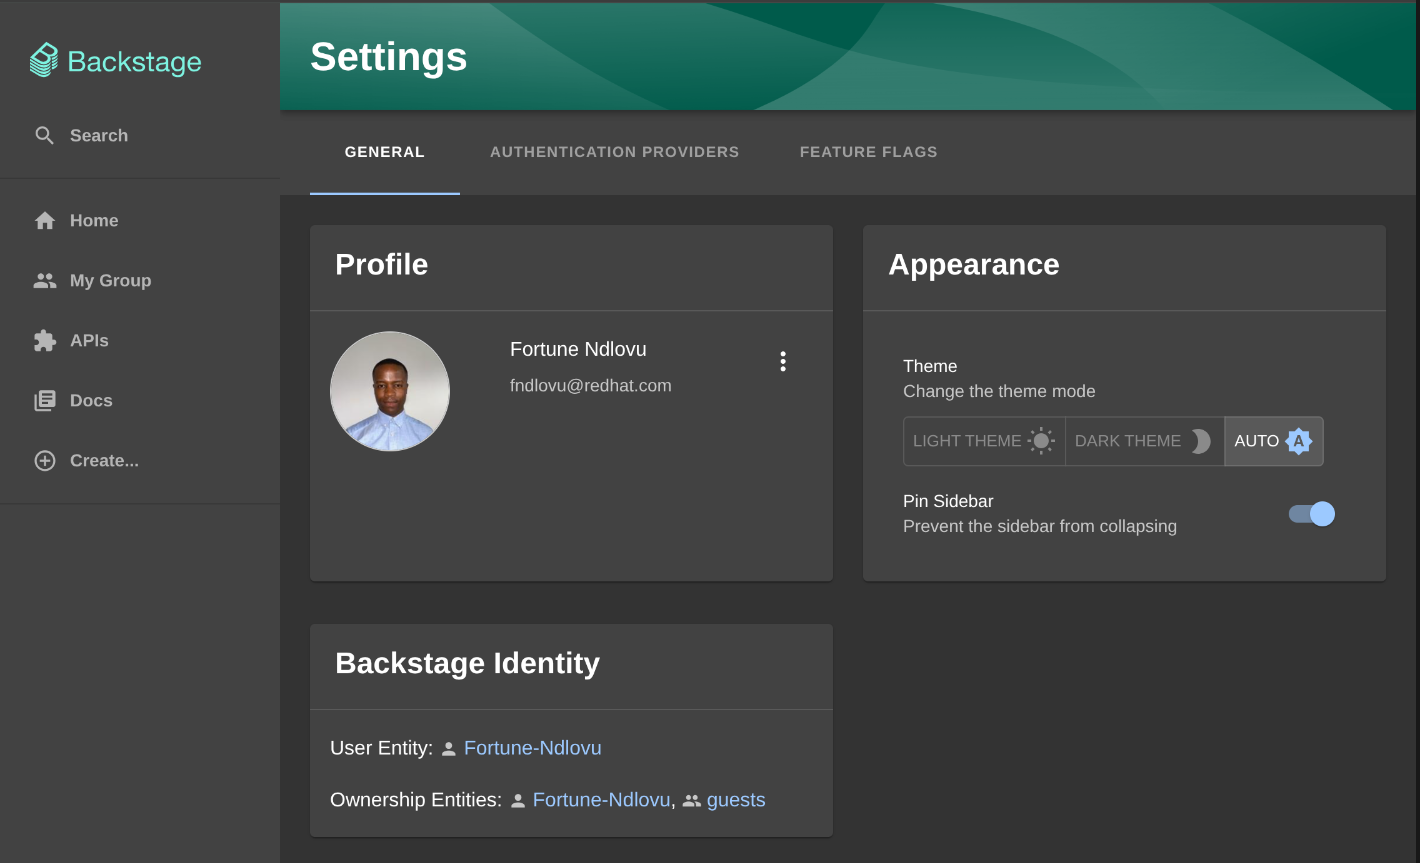 Backstage
Search
Home
My Group
APIs
Docs
Create...
Settings
GENERAL
AUTHENTICATION PROVIDERS
FEATURE FLAGS
Profile
Fortune Ndlovu
fndlovu@redhat.com
Appearance
Theme
Change the theme mode
LIGHT THEME
DARK THEME
AUTO A
Pin Sidebar
Prevent the sidebar from collapsing
Backstage Identity
User Entity: Fortune-Ndlovu
Ownership Entities: Fortune-Ndlovu, guests